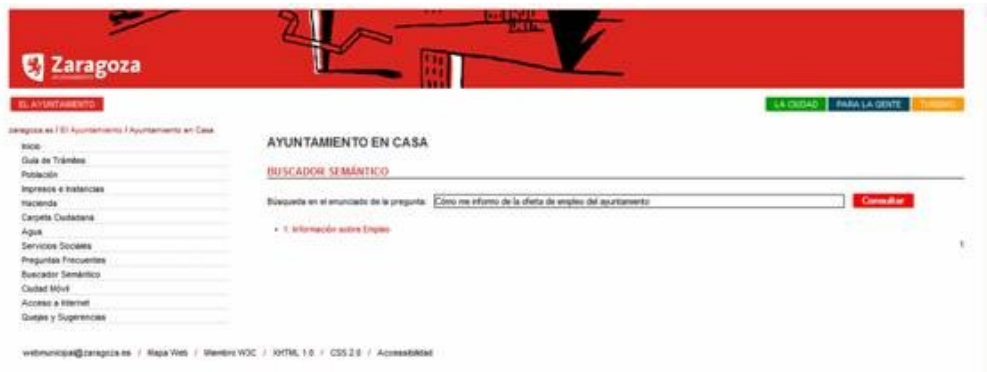 Zaragoza
AYUNTAMIENTO
EL AYUNTAMIENTO
LA CIUDAD
PARA LA GENTE
TURISMO
zaragoza.es / El Ayuntamiento / Ayuntamiento en Casa
Inicio
Guía de Trámites
Población
Impresos e Instancias
Hacienda
Carpeta Ciudadana
Agua
Servicios Sociales
Preguntas Frecuentes
Buscador Semántico
Ciudad Móvil
Acceso a Internet
Quejas y Sugerencias
AYUNTAMIENTO EN CASA
BUSCADOR SEMÁNTICO
Búsqueda en el enunciado de la pregunta: Cómo me informo de la oferta de empleo del ayuntamiento Consultar
1. Información sobre Empleo
1
webmunicipal@zaragoza.es / Mapa Web / Miembro W3C / XHTML 1.0 / CSS 2.0 / Accesibilidad